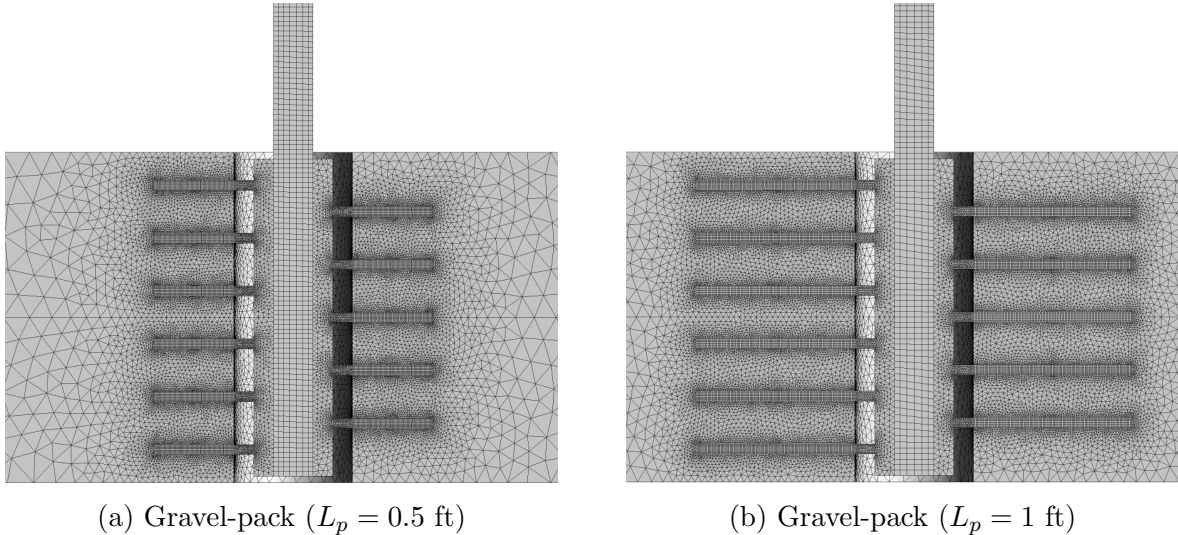 (a) Gravel-pack (L_p = 0.5 ft)
(b) Gravel-pack (L_p = 1 ft)